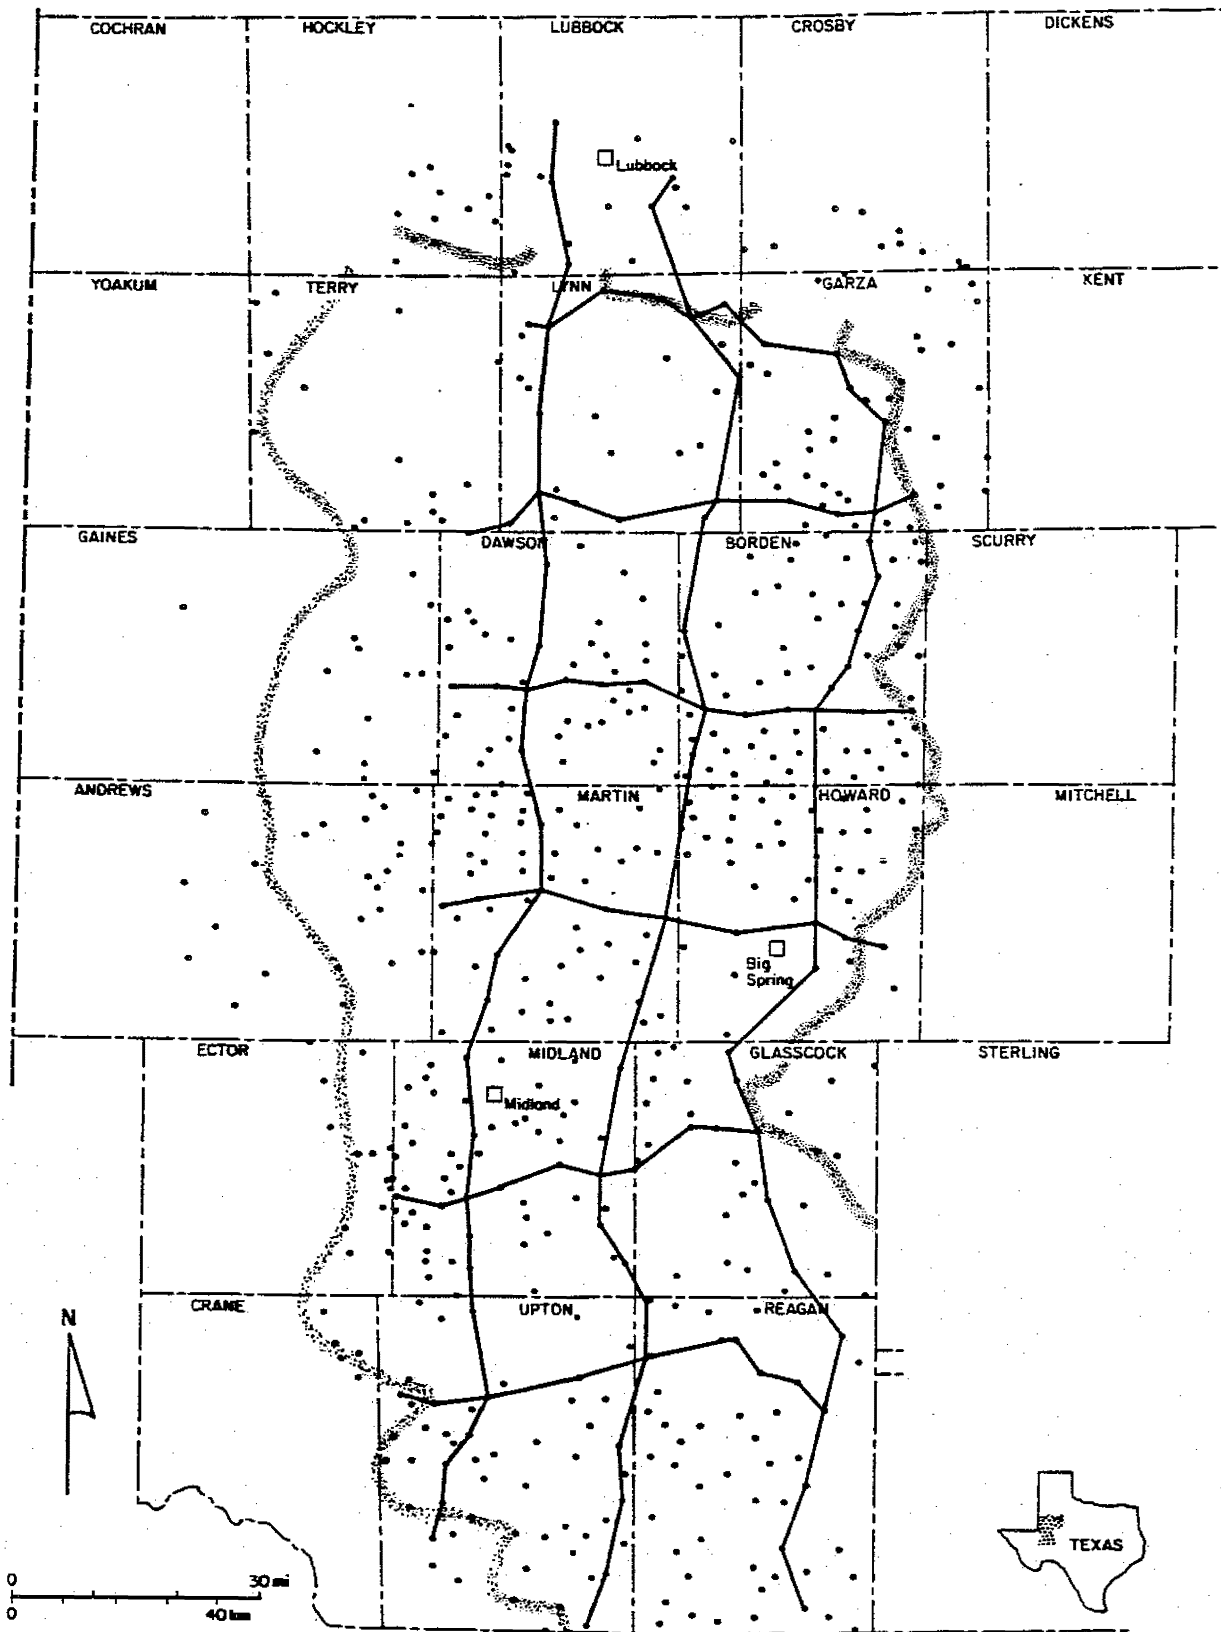 COCHRAN
HOCKLEY
LUBBOCK
CROSBY
DICKENS
Lubbock
YOAKUM
TERRY
LYNN
GARZA
KENT
GAINES
DAWSON
BORDEN
SCURRY
ANDREWS
MARTIN
HOWARD
MITCHELL
Big
Spring
ECTOR
MIDLAND
GLASSCOCK
STERLING
Midland
CRANE
UPTON
REAGAN
N
TEXAS
0 30 mi
0 40 km